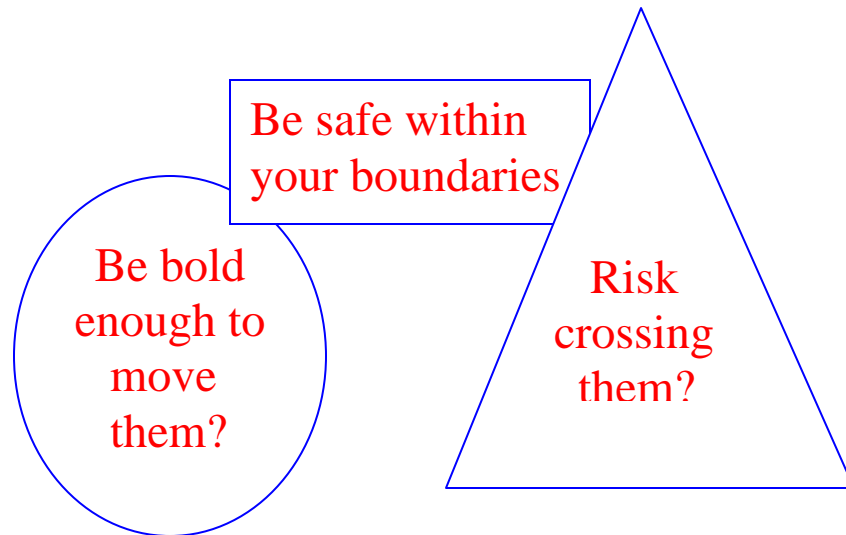 Be safe within
your boundaries
Be bold
enough to
move
them?
Risk
crossing
them?